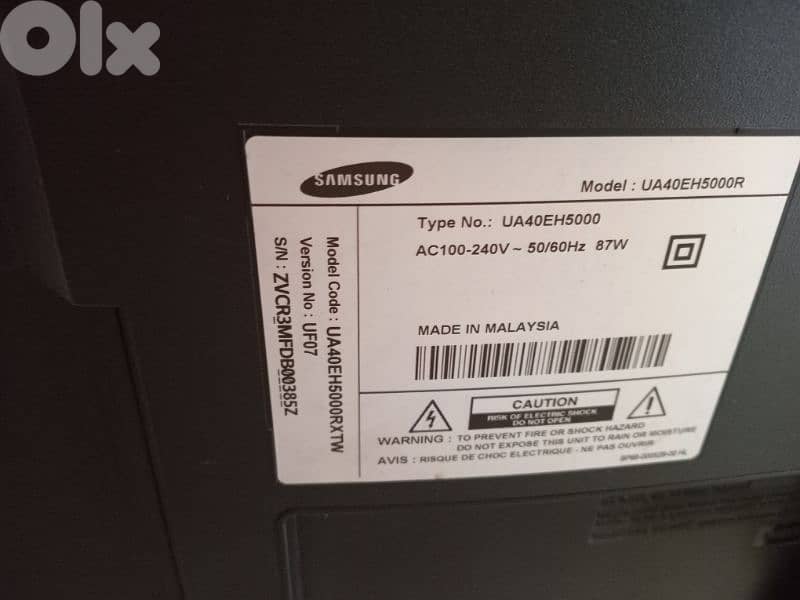 OLX
SAMSUNG
Model : UA40EH5000R
Type No.: UA40EH5000
AC100-240V ~ 50/60Hz 87W
MADE IN MALAYSIA
Model Code : UA40EH5000RXTW
Version No : UF07
S/N : ZVCR3MFDB00385Z
CAUTION
RISK OF ELECTRIC SHOCK
DO NOT OPEN
WARNING : TO PREVENT FIRE OR SHOCK HAZARD
DO NOT EXPOSE THIS UNIT TO RAIN OR MOISTURE
AVIS : RISQUE DE CHOC ELECTRIQUE - NE PAS OUVRIR